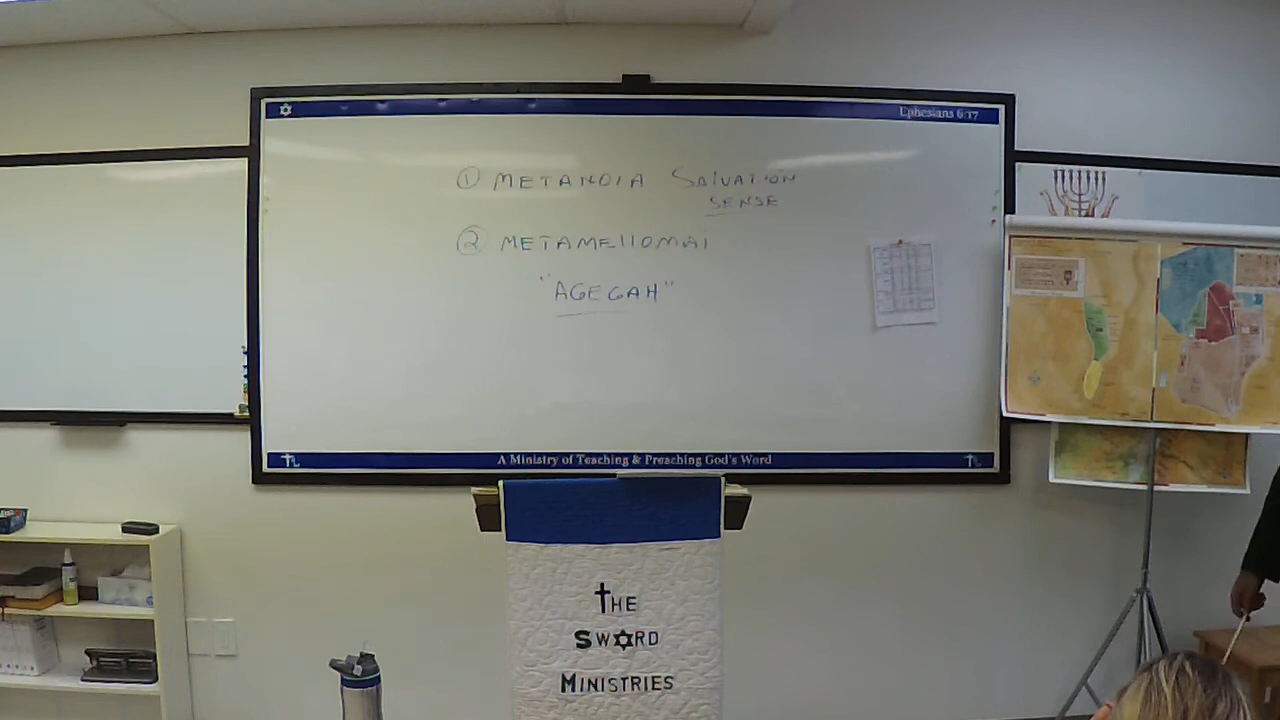 Ephesians 6:17
① METANOIA SALVATION
SENSE
② METAMELLOMAI
"AGEGAH"
A Ministry of Teaching & Preaching God's Word
THE
SWORD
MINISTRIES